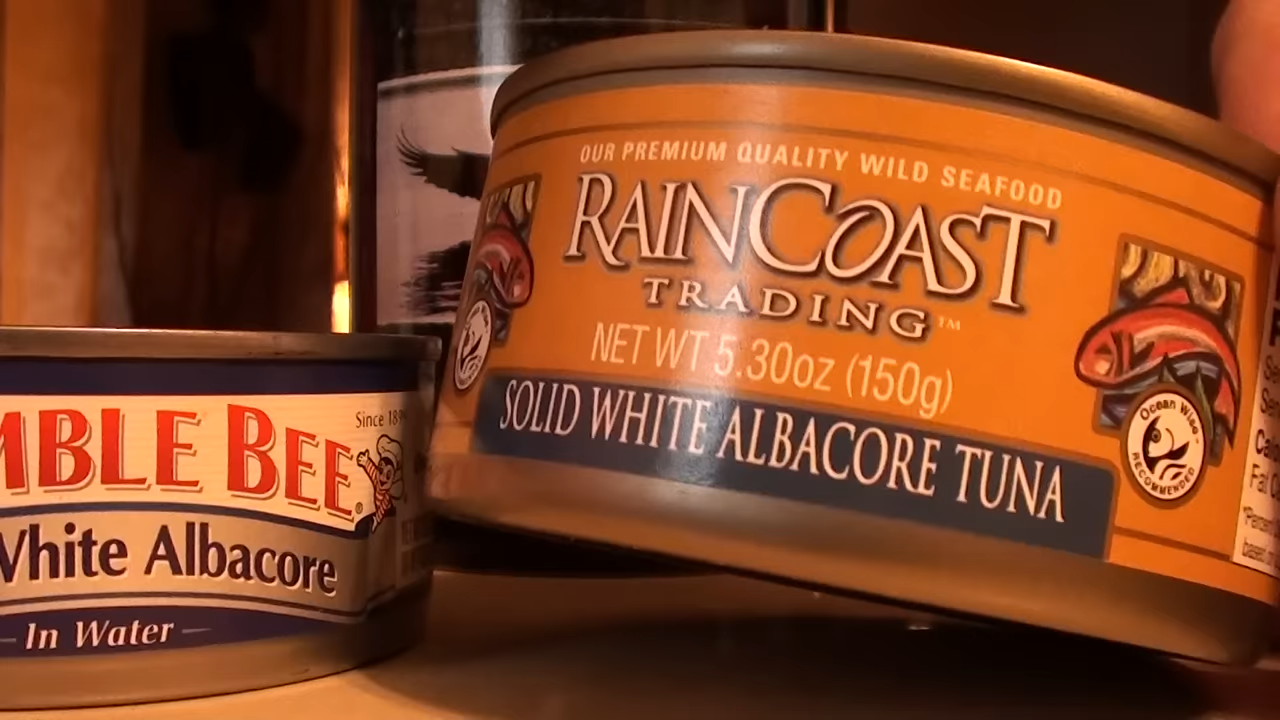 OUR PREMIUM QUALITY WILD SEAFOOD
RAINCOAST
TRADING™
NET WT 5.30oz (150g)
SOLID WHITE ALBACORE TUNA
Ocean Wise
RECOMMENDED
Since
MBLE BEE®
White Albacore
In Water